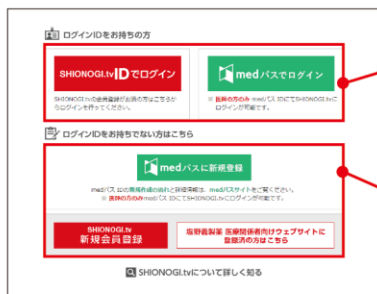 ログインIDをお持ちの方
SHIONOGI.tvIDでログイン
medパスでログイン
SHIONOGI.tvの会員登録がお済の方はこちらか
らログインを行ってください。
※ 医師の方のみ medパス IDにてSHIONOGI.tvに
ログインが可能です。
ログインIDをお持ちでない方はこちら
medパスに新規登録
medパス IDの新規作成の流れと詳細情報は、medパスサイトをご覧ください。
※ 医師の方のみmedパス IDにてSHIONOGI.tvにログインが可能です。
SHIONOGI.tv
新規会員登録
塩野義製薬 医療関係者向けウェブサイトに
登録済の方はこちら
SHIONOGI.tvについて詳しく知る